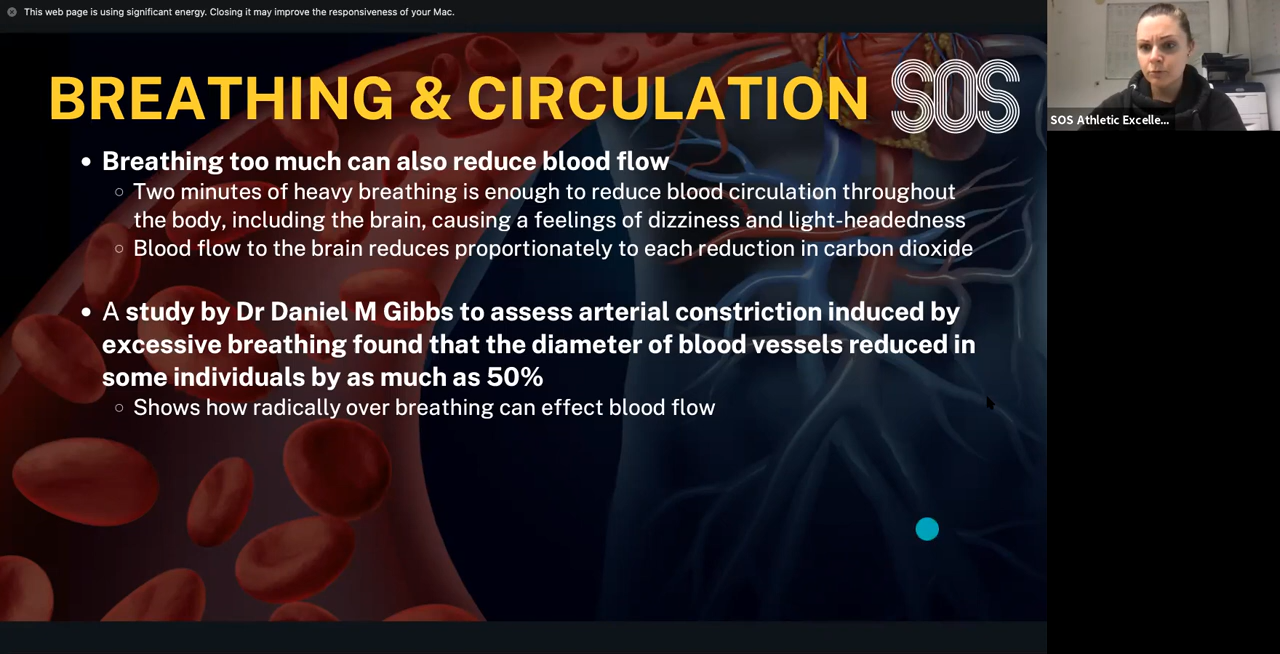 This web page is using significant energy. Closing it may improve the responsiveness of your Mac.
BREATHING & CIRCULATION
SOS
SOS Athletic Excelle...
Breathing too much can also reduce blood flow
Two minutes of heavy breathing is enough to reduce blood circulation throughout
the body, including the brain, causing a feelings of dizziness and light-headedness
Blood flow to the brain reduces proportionately to each reduction in carbon dioxide
A study by Dr Daniel M Gibbs to assess arterial constriction induced by
excessive breathing found that the diameter of blood vessels reduced in
some individuals by as much as 50%
Shows how radically over breathing can effect blood flow